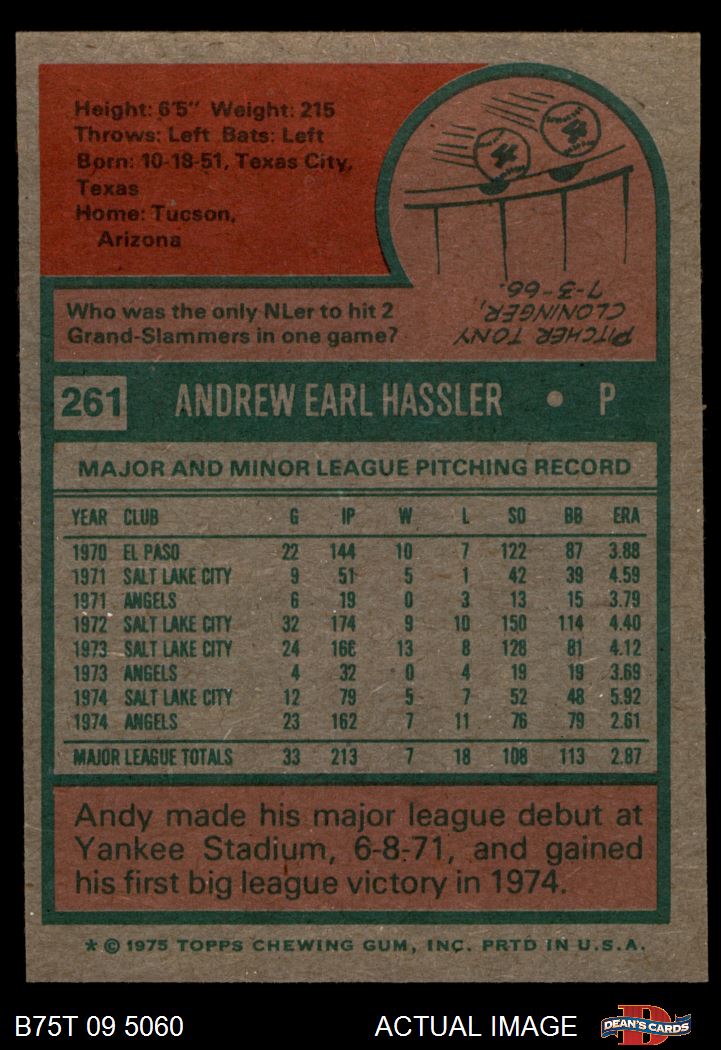 Height: 6'5" Weight: 215
Throws: Left Bats: Left
Born: 10-18-51, Texas City,
Texas
Home: Tucson,
Arizona
4 4
Who was the only NLer to hit 2
Grand-Slammers in one game?
PITCHER TONY
CLONINGER,
7-3-66.
261 ANDREW EARL HASSLER • P
MAJOR AND MINOR LEAGUE PITCHING RECORD
YEAR CLUB G IP W L SO BB ERA
1970 EL PASO 22 144 10 7 122 87 3.88
1971 SALT LAKE CITY 9 51 5 1 42 39 4.59
1971 ANGELS 6 19 0 3 13 15 3.79
1972 SALT LAKE CITY 32 174 9 10 150 114 4.40
1973 SALT LAKE CITY 24 166 13 8 128 81 4.12
1973 ANGELS 4 32 0 4 19 19 3.69
1974 SALT LAKE CITY 12 79 5 7 52 48 5.92
1974 ANGELS 23 162 7 11 76 79 2.61
MAJOR LEAGUE TOTALS 33 213 7 18 108 113 2.87
Andy made his major league debut at
Yankee Stadium, 6-8-71, and gained
his first big league victory in 1974.
* © 1975 TOPPS CHEWING GUM, INC. PRTD IN U.S.A.
B75T 09 5060 ACTUAL IMAGE DEAN'S CARDS